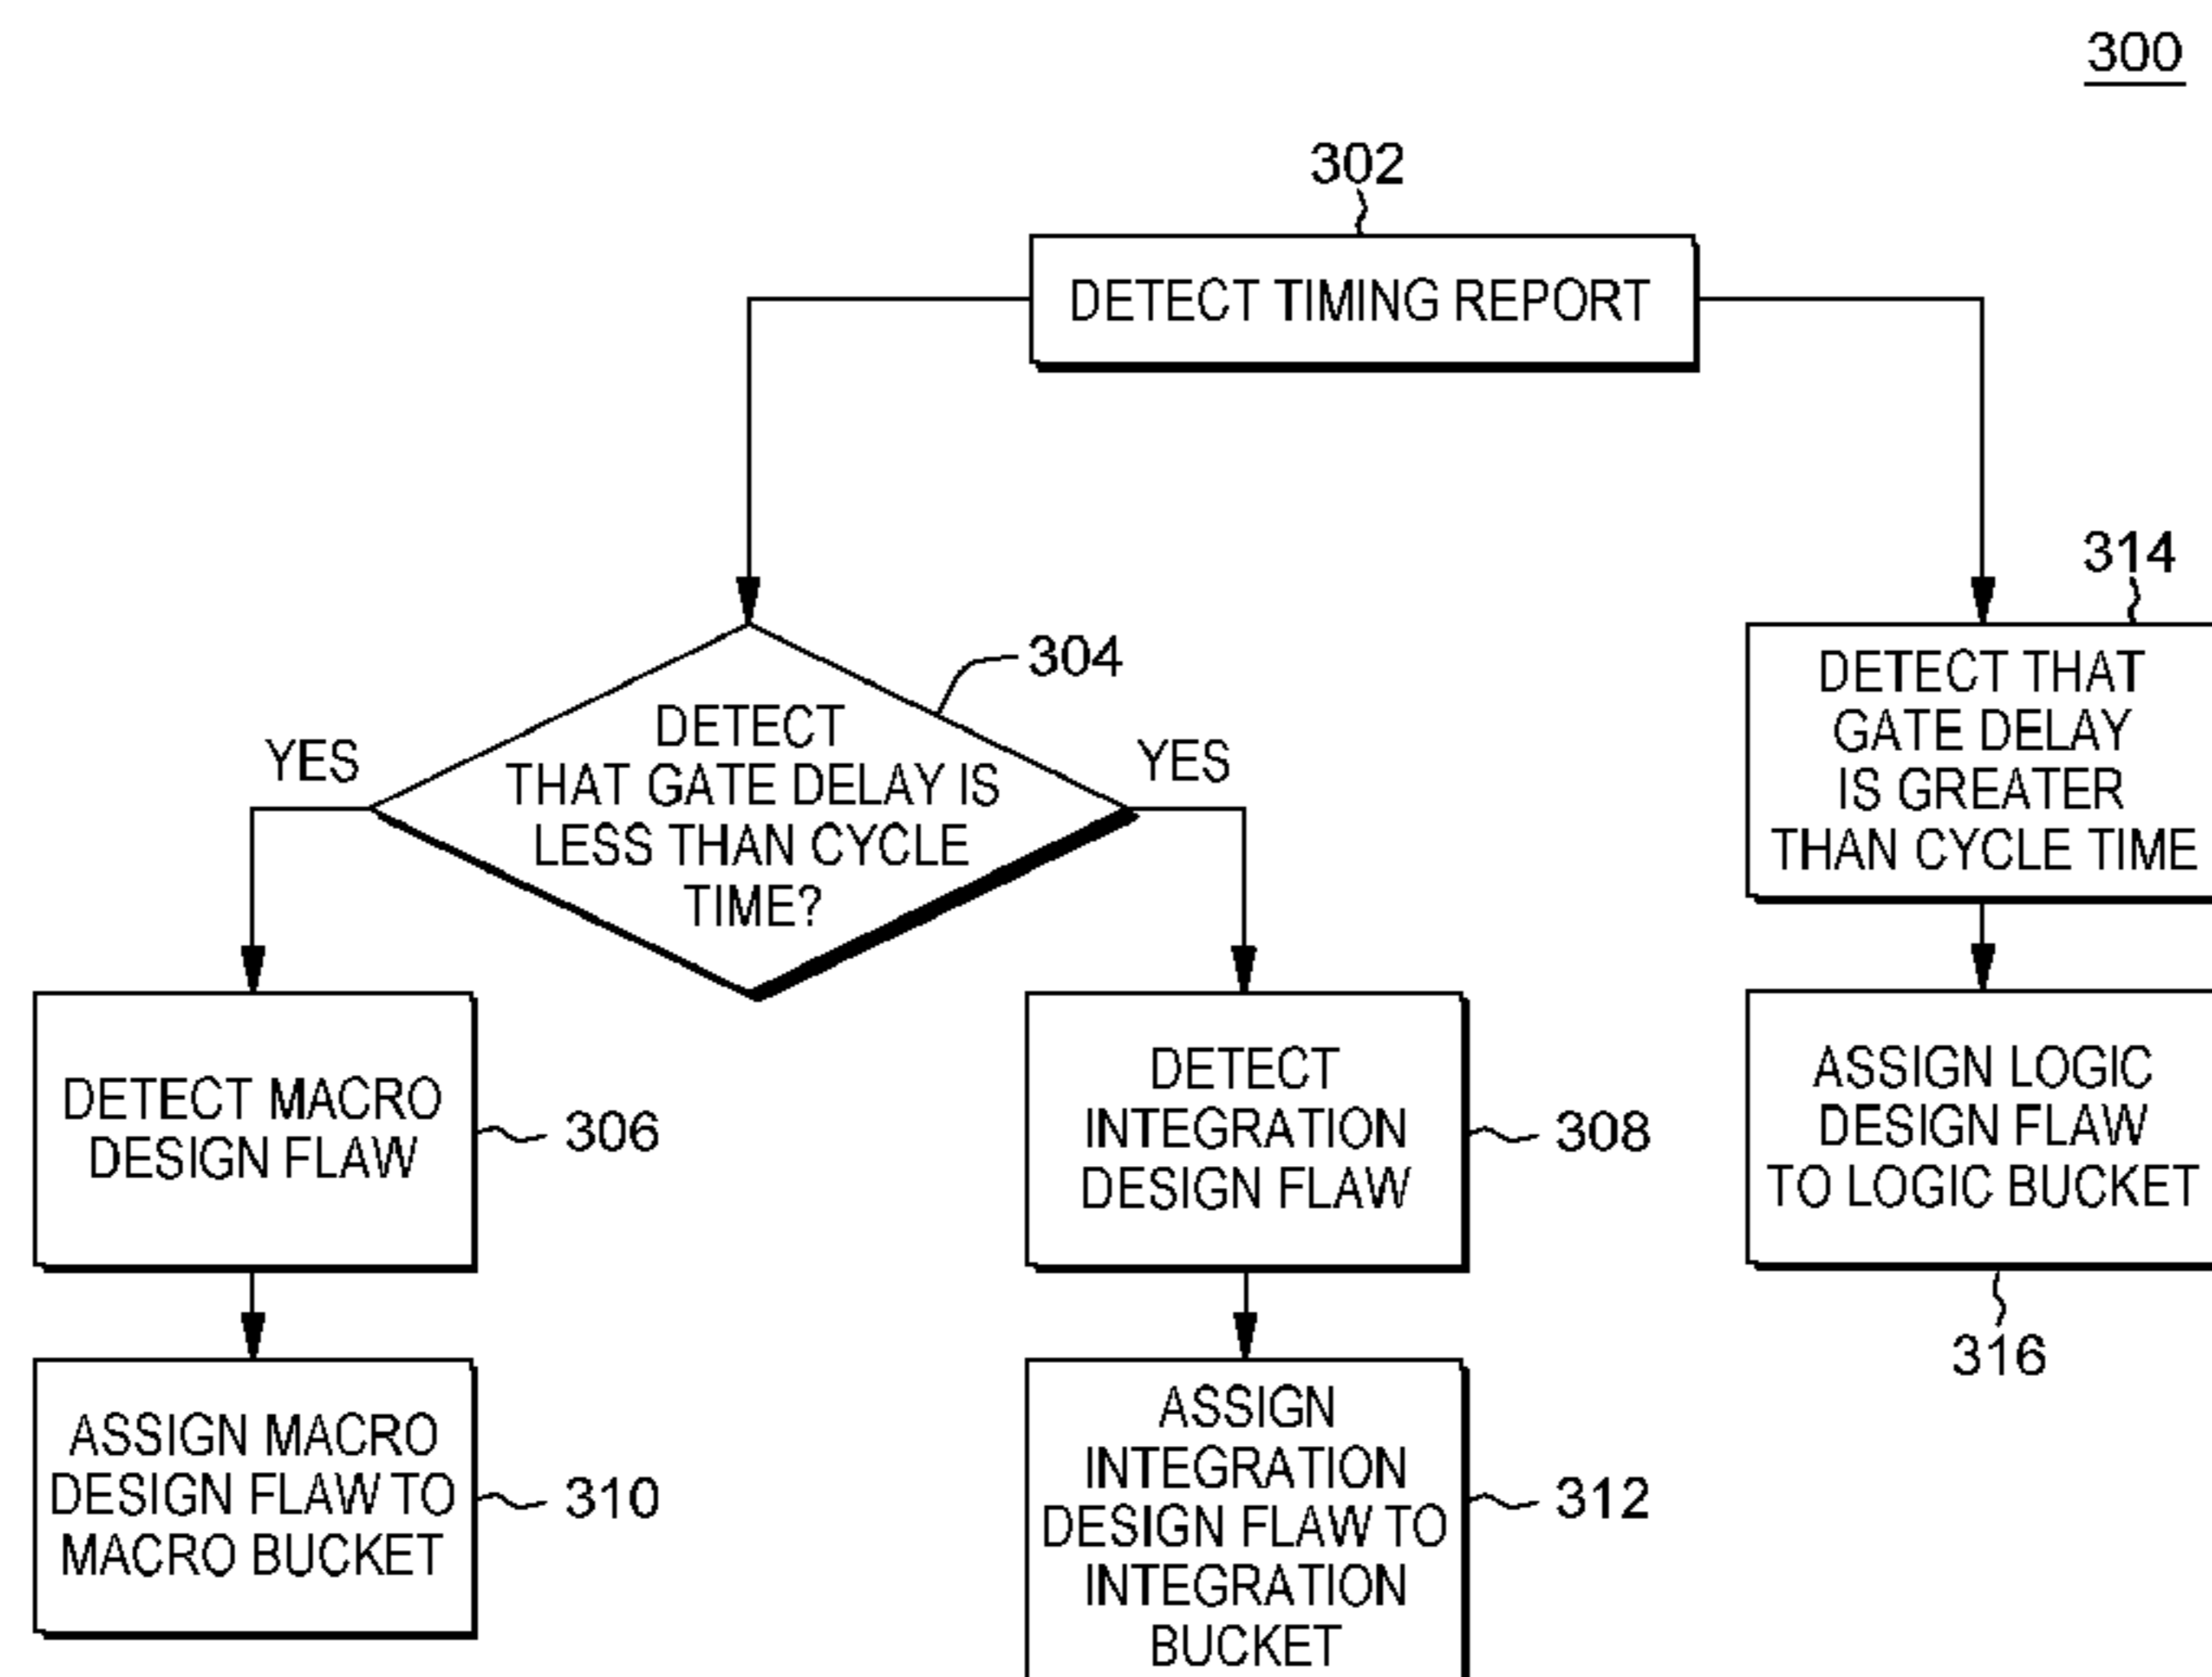 300
302
DETECT TIMING REPORT
304
DETECT
THAT GATE DELAY IS
LESS THAN CYCLE
TIME?
YES
YES
314
DETECT THAT
GATE DELAY
IS GREATER
THAN CYCLE TIME
DETECT MACRO
DESIGN FLAW
306
DETECT
INTEGRATION
DESIGN FLAW
308
ASSIGN LOGIC
DESIGN FLAW
TO LOGIC BUCKET
316
ASSIGN MACRO
DESIGN FLAW TO
MACRO BUCKET
310
ASSIGN
INTEGRATION
DESIGN FLAW TO
INTEGRATION
BUCKET
312